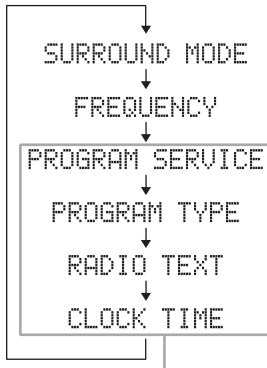 SURROUND MODE
FREQUENCY
PROGRAM SERVICE
PROGRAM TYPE
RADIO TEXT
CLOCK TIME